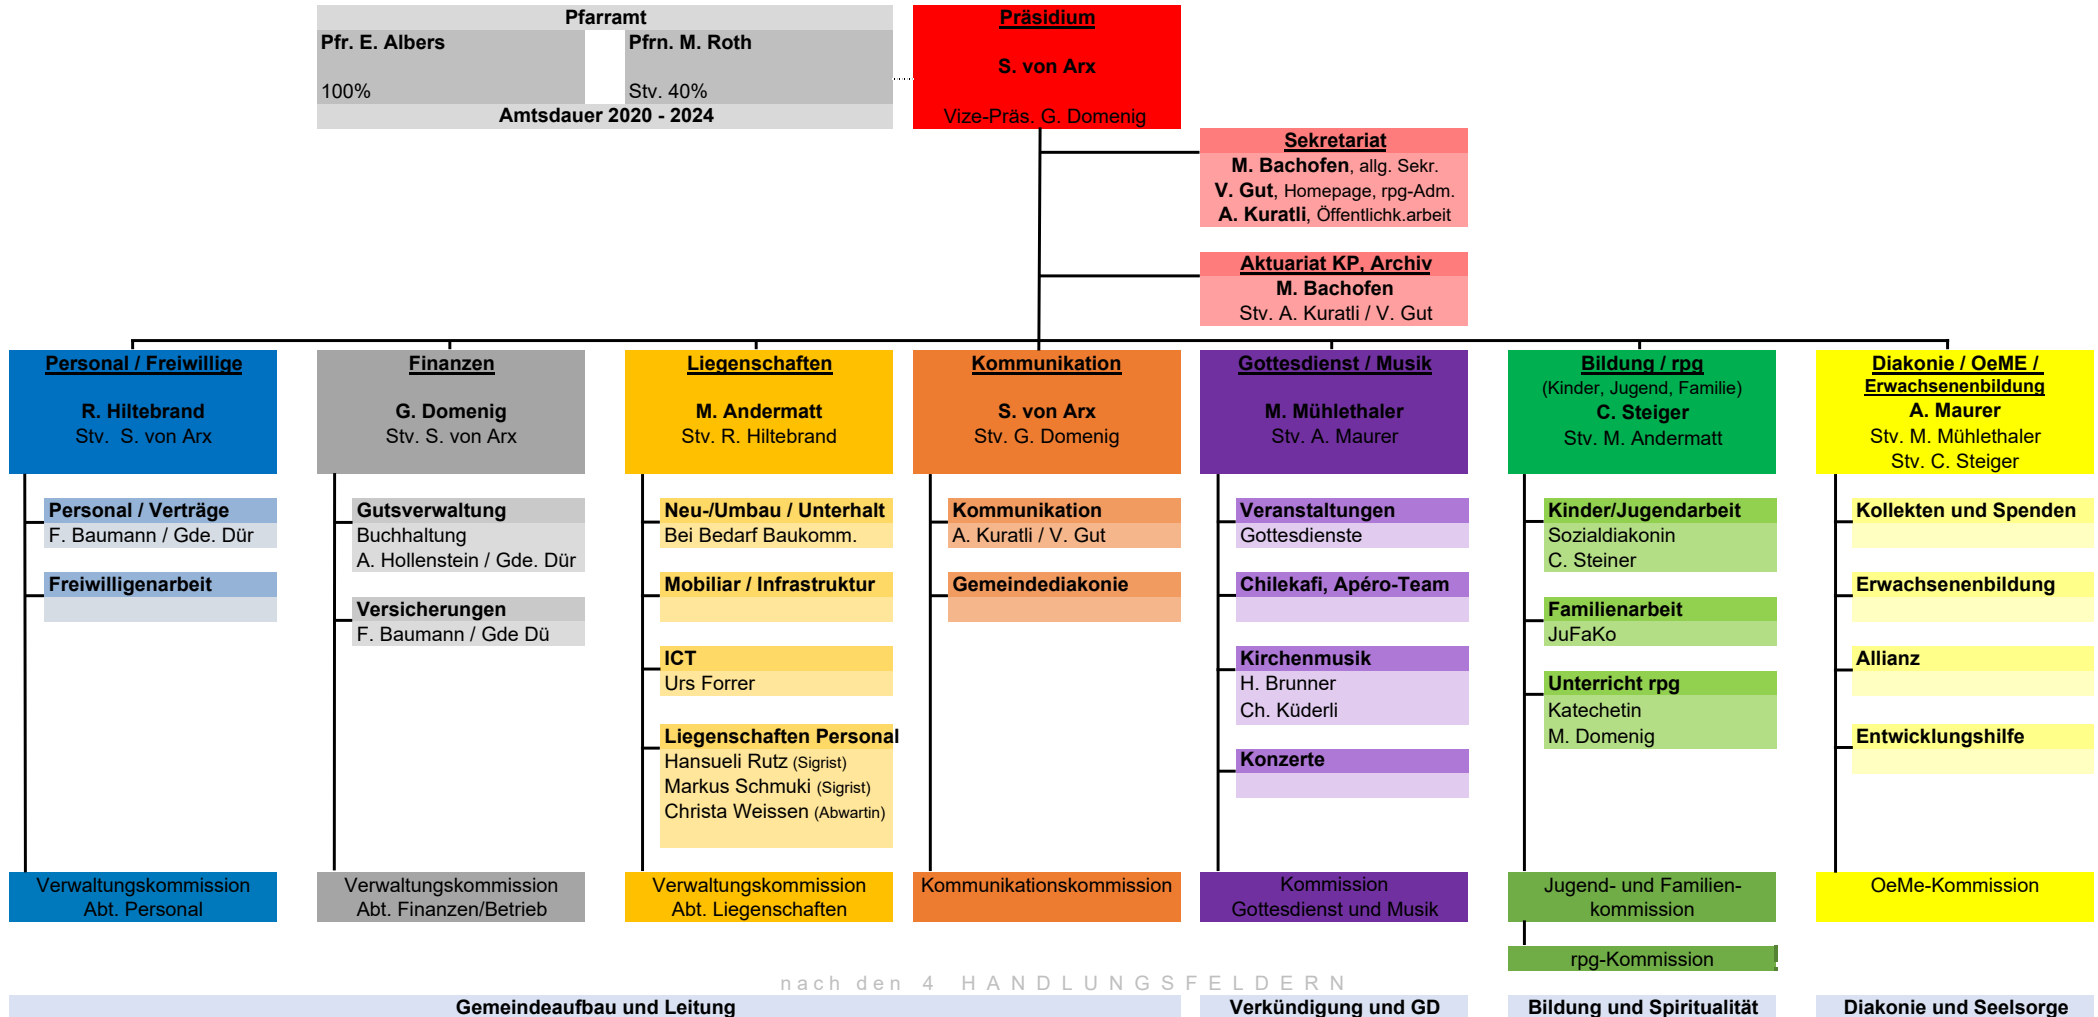 Pfarramt
Pfr. E. Albers
Pfrn. M. Roth
100%
Stv. 40%
Amtsdauer 2020 - 2024
Präsidium
S. von Arx
Vize-Präs. G. Domenig
Sekretariat
M. Bachofen, allg. Sekr.
V. Gut, Homepage, rpg-Adm.
A. Kuratli, Öffentlichk.arbeit
Aktuariat KP, Archiv
M. Bachofen
Stv. A. Kuratli / V. Gut
Personal / Freiwillige
R. Hiltebrand
Stv. S. von Arx
Personal / Verträge
F. Baumann / Gde. Dür
Freiwilligenarbeit
Verwaltungskommission
Abt. Personal
Finanzen
G. Domenig
Stv. S. von Arx
Gutsverwaltung
Buchhaltung
A. Hollenstein / Gde. Dür
Versicherungen
F. Baumann / Gde Dü
Verwaltungskommission
Abt. Finanzen/Betrieb
Liegenschaften
M. Andermatt
Stv. R. Hiltebrand
Neu-/Umbau / Unterhalt
Bei Bedarf Baukomm.
Mobiliar / Infrastruktur
ICT
Urs Forrer
Liegenschaften Personal
Hansueli Rutz (Sigrist)
Markus Schmuki (Sigrist)
Christa Weissen (Abwartin)
Verwaltungskommission
Abt. Liegenschaften
Kommunikation
S. von Arx
Stv. G. Domenig
Kommunikation
A. Kuratli / V. Gut
Gemeindediakonie
Kommunikationskommission
Gottesdienst / Musik
M. Mühlethaler
Stv. A. Maurer
Veranstaltungen
Gottesdienste
Chilekafi, Apéro-Team
Kirchenmusik
H. Brunner
Ch. Küderli
Konzerte
Kommission
Gottesdienst und Musik
Bildung / rpg
(Kinder, Jugend, Familie)
C. Steiger
Stv. M. Andermatt
Kinder/Jugendarbeit
Sozialdiakonin
C. Steiner
Familienarbeit
JuFaKo
Unterricht rpg
Katechetin
M. Domenig
Jugend- und Familien-
kommission
rpg-Kommission
Diakonie / OeME /
Erwachsenenbildung
A. Maurer
Stv. M. Mühlethaler
Stv. C. Steiger
Kollekten und Spenden
Erwachsenenbildung
Allianz
Entwicklungshilfe
OeMe-Kommission
nach den 4 HANDLUNGSFELDERN
Gemeindeaufbau und Leitung
Verkündigung und GD
Bildung und Spiritualität
Diakonie und Seelsorge